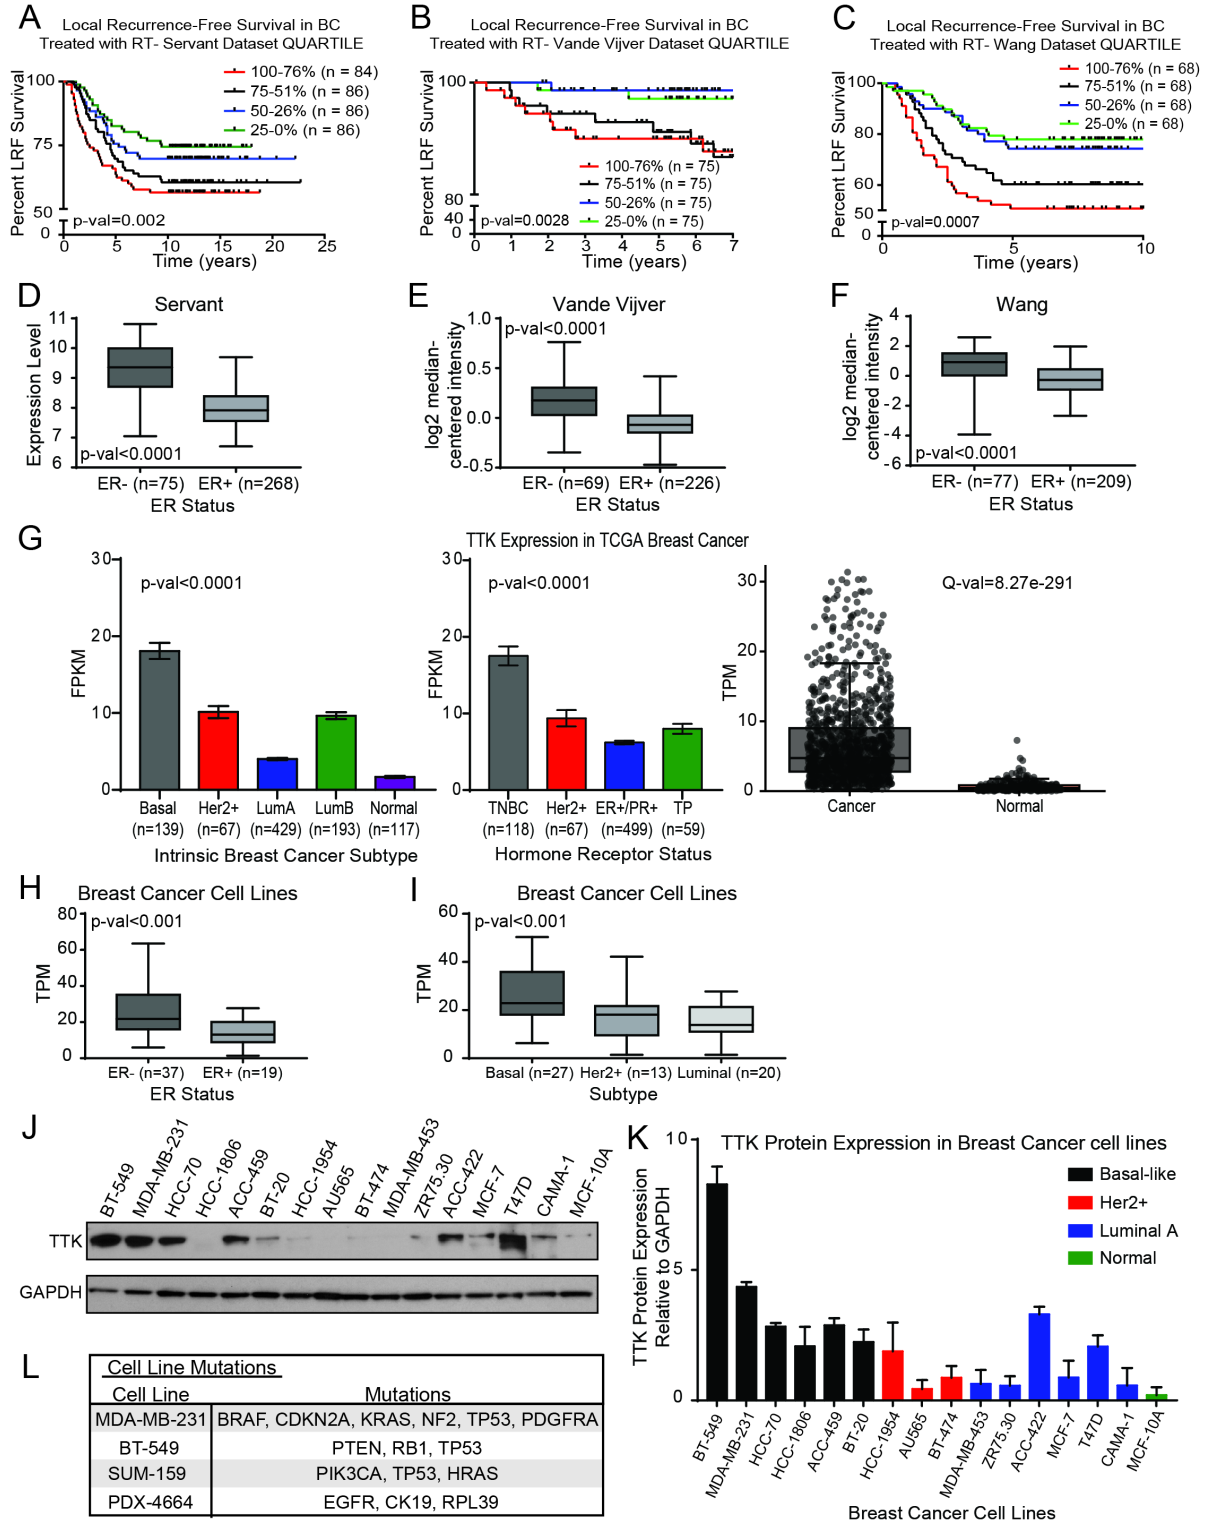 A
Local Recurrence-Free Survival in BC
Treated with RT- Servant Dataset QUARTILE
Percent LRF Survival
100
75
50
0
100-76% (n = 84)
75-51% (n = 86)
50-26% (n = 86)
25-0% (n = 86)
p-val=0.002
0 5 10 15 20 25
Time (years)
B
Local Recurrence-Free Survival in BC
Treated with RT- Vande Vijver Dataset QUARTILE
Percent LRF Survival
100
80
40
0
100-76% (n = 75)
75-51% (n = 75)
50-26% (n = 75)
25-0% (n = 75)
p-val=0.0028
0 1 2 3 4 5 6 7
Time (years)
C
Local Recurrence-Free Survival in BC
Treated with RT- Wang Dataset QUARTILE
Percent LRF Survival
100
80
60
50
0
100-76% (n = 68)
75-51% (n = 68)
50-26% (n = 68)
25-0% (n = 68)
p-val=0.0007
0 5 10
Time (years)
D
Servant
Expression Level
11
10
9
8
7
6
p-val<0.0001
ER- (n=75) ER+ (n=268)
ER Status
E
Vande Vijver
log2 median-
centered intensity
1.0
0.5
0.0
-0.5
p-val<0.0001
ER- (n=69) ER+ (n=226)
ER Status
F
Wang
log2 median-
centered intensity
4
2
0
-2
-4
-6
p-val<0.0001
ER- (n=77) ER+ (n=209)
ER Status
G
TTK Expression in TCGA Breast Cancer
FPKM
30
20
10
0
p-val<0.0001
Basal Her2+ LumA LumB Normal
(n=139) (n=67) (n=429) (n=193) (n=117)
Intrinsic Breast Cancer Subtype
FPKM
30
20
10
0
p-val<0.0001
TNBC Her2+ ER+/PR+ TP
(n=118) (n=67) (n=499) (n=59)
Hormone Receptor Status
TPM
30
20
10
0
Q-val=8.27e-291
Cancer Normal
H
Breast Cancer Cell Lines
TPM
80
60
40
20
0
p-val<0.001
ER- (n=37) ER+ (n=19)
ER Status
I
Breast Cancer Cell Lines
TPM
60
40
20
0
p-val<0.001
Basal (n=27) Her2+ (n=13) Luminal (n=20)
Subtype
J
BT-549
MDA-MB-231
HCC-70
HCC-1806
ACC-459
BT-20
HCC-1954
AU565
BT-474
MDA-MB-453
ZR75.30
ACC-422
MCF-7
T47D
CAMA-1
MCF-10A
TTK
GAPDH
K
TTK Protein Expression in Breast Cancer cell lines
TTK Protein Expression
Relative to GAPDH
10
5
0
Basal-like
Her2+
Luminal A
Normal
BT-549
MDA-MB-231
HCC-70
HCC-1806
ACC-459
BT-20
HCC-1954
AU565
BT-474
MDA-MB-453
ZR75.30
ACC-422
MCF-7
T47D
CAMA-1
MCF-10A
Breast Cancer Cell Lines
L
Cell Line Mutations
Cell Line Mutations
MDA-MB-231 BRAF, CDKN2A, KRAS, NF2, TP53, PDGFRA
BT-549 PTEN, RB1, TP53
SUM-159 PIK3CA, TP53, HRAS
PDX-4664 EGFR, CK19, RPL39